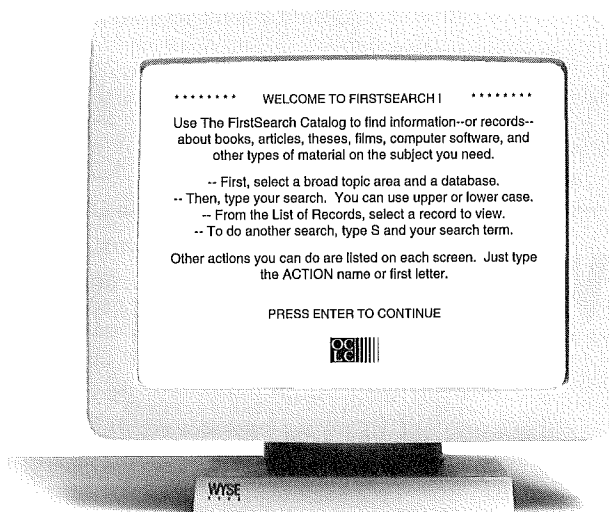 * * * * * * * * WELCOME TO FIRSTSEARCH ! * * * * * * * *
Use The FirstSearch Catalog to find information--or records--
about books, articles, theses, films, computer software, and
other types of material on the subject you need.
-- First, select a broad topic area and a database.
-- Then, type your search. You can use upper or lower case.
-- From the List of Records, select a record to view.
-- To do another search, type S and your search term.
Other actions you can do are listed on each screen. Just type
the ACTION name or first letter.
PRESS ENTER TO CONTINUE
OCLC
WYSE